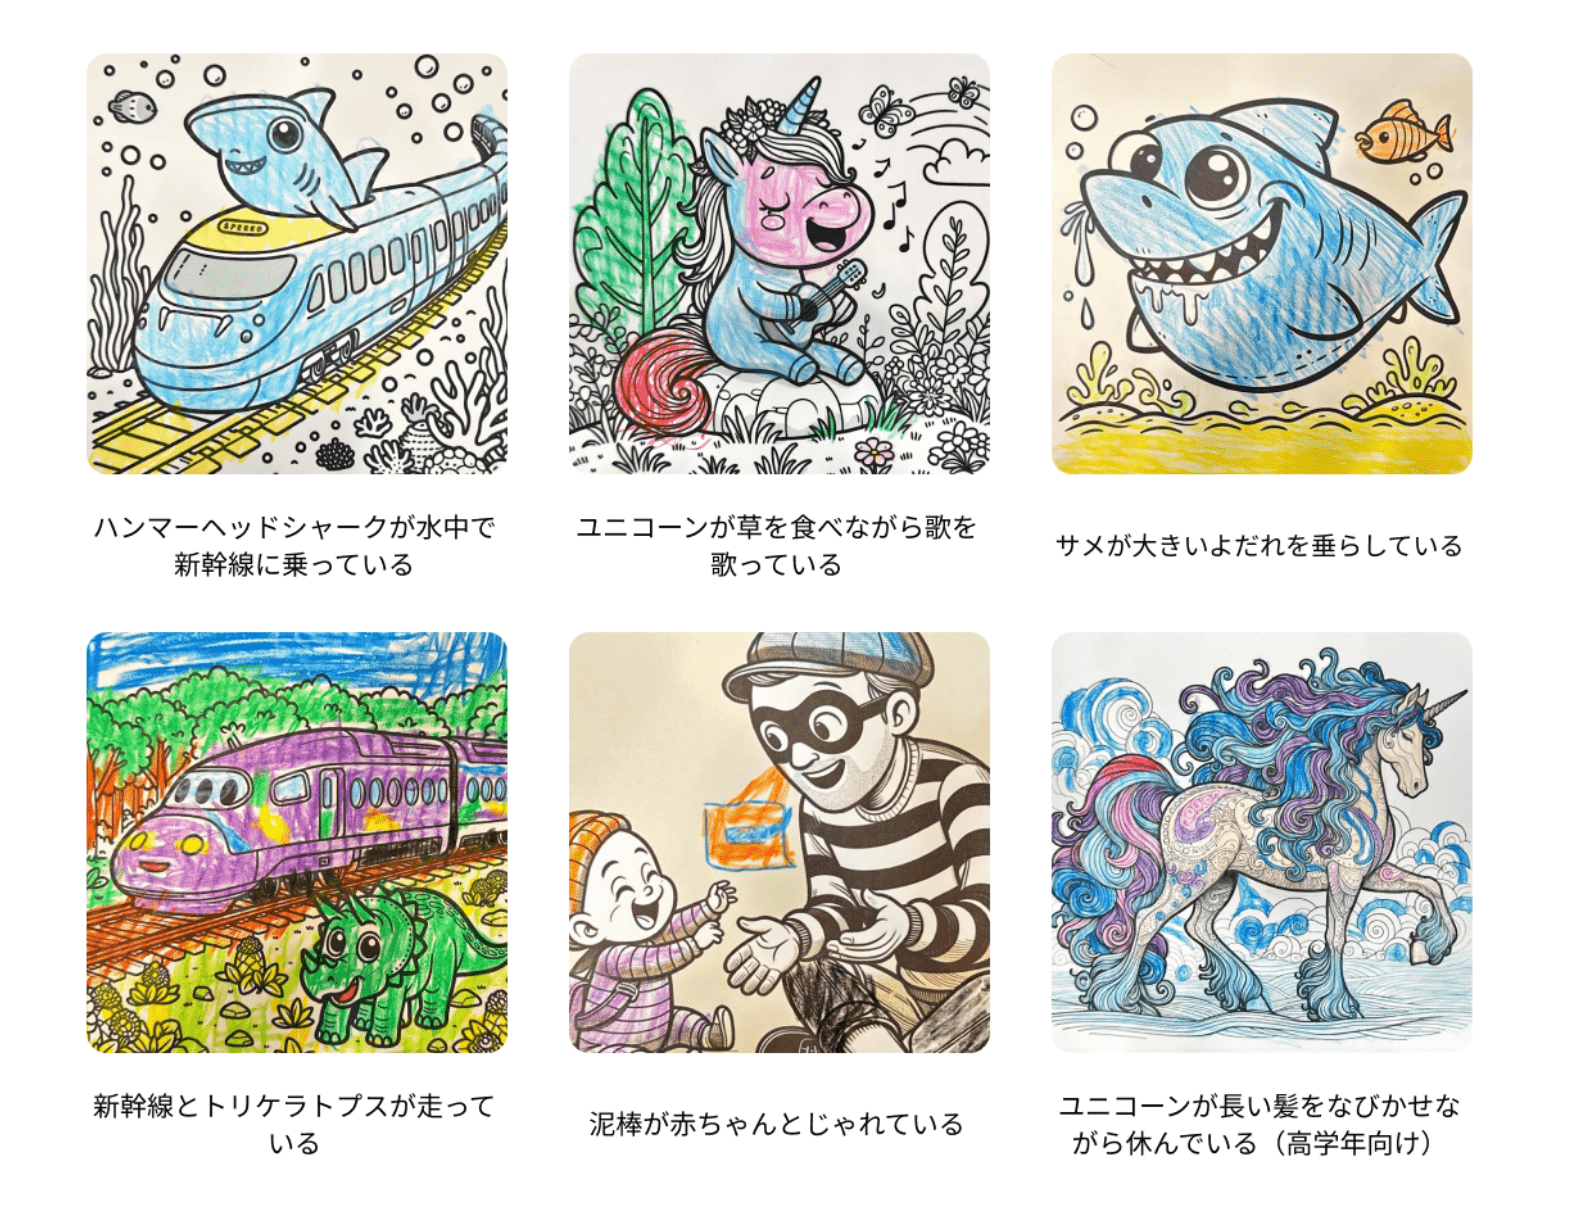 SPEEED
ハンマーヘッドシャークが水中で
新幹線に乗っている
ユニコーンが草を食べながら歌を
歌っている
サメが大きいよだれを垂らしている
新幹線とトリケラトプスが走って
いる
泥棒が赤ちゃんとじゃれている
ユニコーンが長い髪をなびかせな
がら休んでいる（高学年向け）